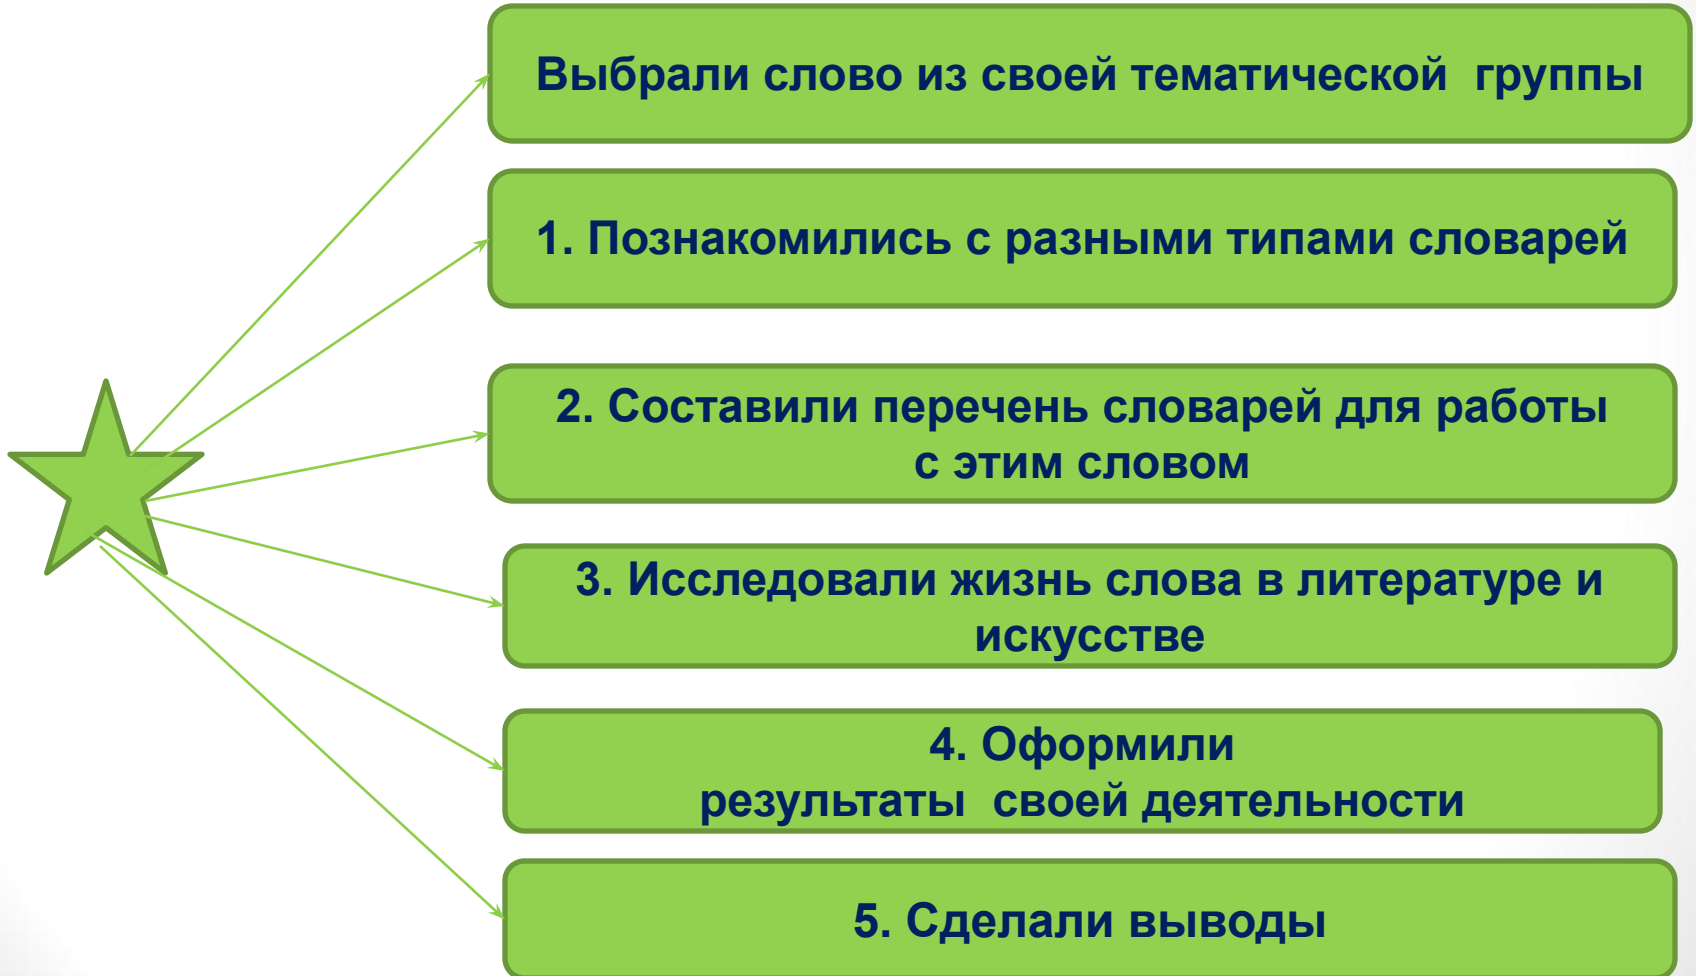 Выбрали слово из своей тематической  группы
1. Познакомились с разными типами словарей
2. Составили перечень словарей для работы
с этим словом
3. Исследовали жизнь слова в литературе и
искусстве
4. Оформили
результаты  своей деятельности
5. Сделали выводы